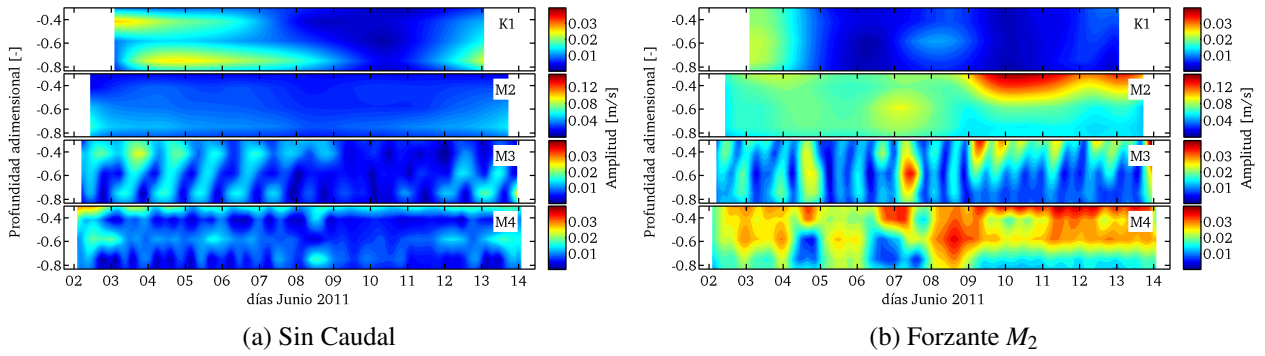 Profundidad adimensional [-]
-0.4
-0.6
-0.8
K1
0.03
0.02
0.01
-0.4
-0.6
-0.8
M2
0.12
0.08
0.04
-0.4
-0.6
-0.8
M3
0.03
0.02
0.01
-0.4
-0.6
-0.8
M4
0.03
0.02
0.01
Amplitud [m/s]
02 03 04 05 06 07 08 09 10 11 12 13 14
días Junio 2011
(a) Sin Caudal
Profundidad adimensional [-]
-0.4
-0.6
-0.8
K1
0.03
0.02
0.01
-0.4
-0.6
-0.8
M2
0.12
0.08
0.04
-0.4
-0.6
-0.8
M3
0.03
0.02
0.01
-0.4
-0.6
-0.8
M4
0.03
0.02
0.01
Amplitud [m/s]
02 03 04 05 06 07 08 09 10 11 12 13 14
días Junio 2011
(b) Forzante M2